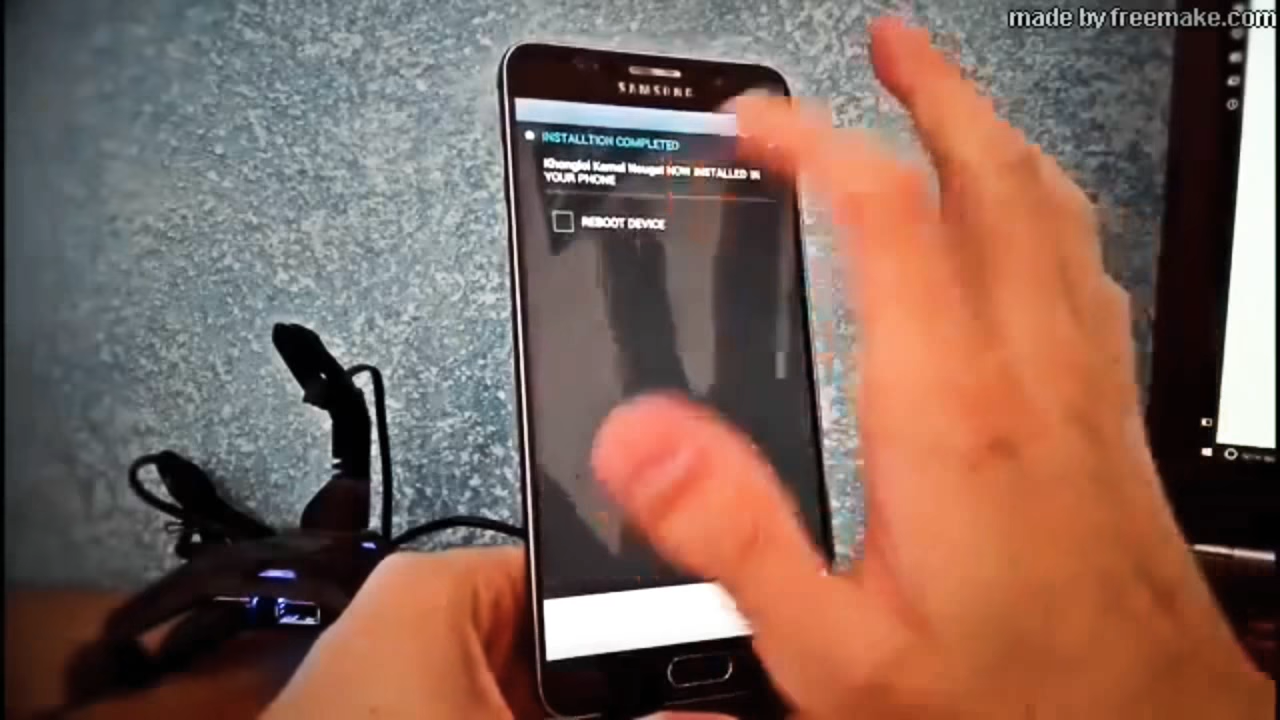 made by freemake.com
SAMSUNG
INSTALLTION COMPLETED
Khongloi Kernel Nougat NOW INSTALLED IN
YOUR PHONE
REBOOT DEVICE